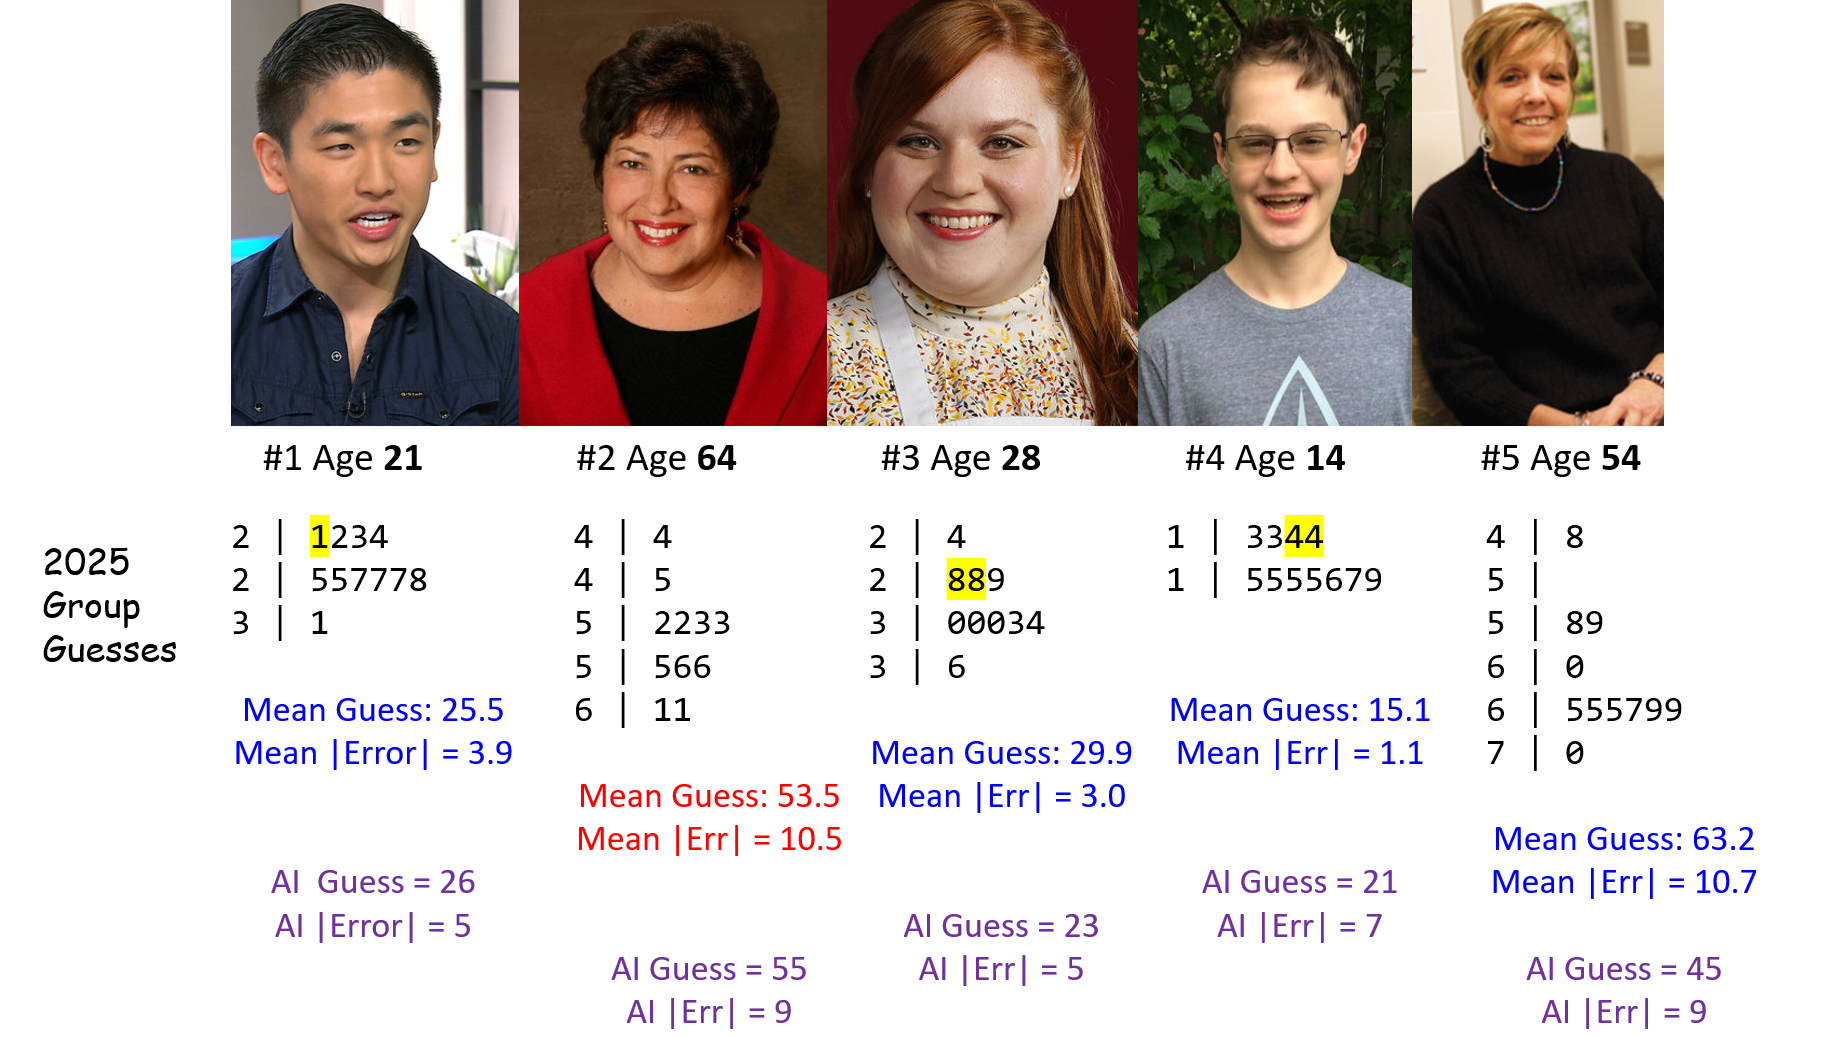 #1 Age 21
2 | 1234
2 | 557778
3 | 1
Mean Guess: 25.5
Mean |Error| = 3.9
AI  Guess = 26
AI |Error| = 5
#2 Age 64
4 | 4
4 | 5
5 | 2233
5 | 566
6 | 11
Mean Guess: 53.5
Mean |Err| = 10.5
AI Guess = 55
AI |Err| = 9
#3 Age 28
2 | 4
2 | 889
3 | 00034
3 | 6
Mean Guess: 29.9
Mean |Err| = 3.0
AI Guess = 23
AI |Err| = 5
#4 Age 14
1 | 3344
1 | 5555679
Mean Guess: 15.1
Mean |Err| = 1.1
AI Guess = 21
AI |Err| = 7
#5 Age 54
4 | 8
5 |
5 | 89
6 | 0
6 | 555799
7 | 0
Mean Guess: 63.2
Mean |Err| = 10.7
AI Guess = 45
AI |Err| = 9
2025
Group
Guesses